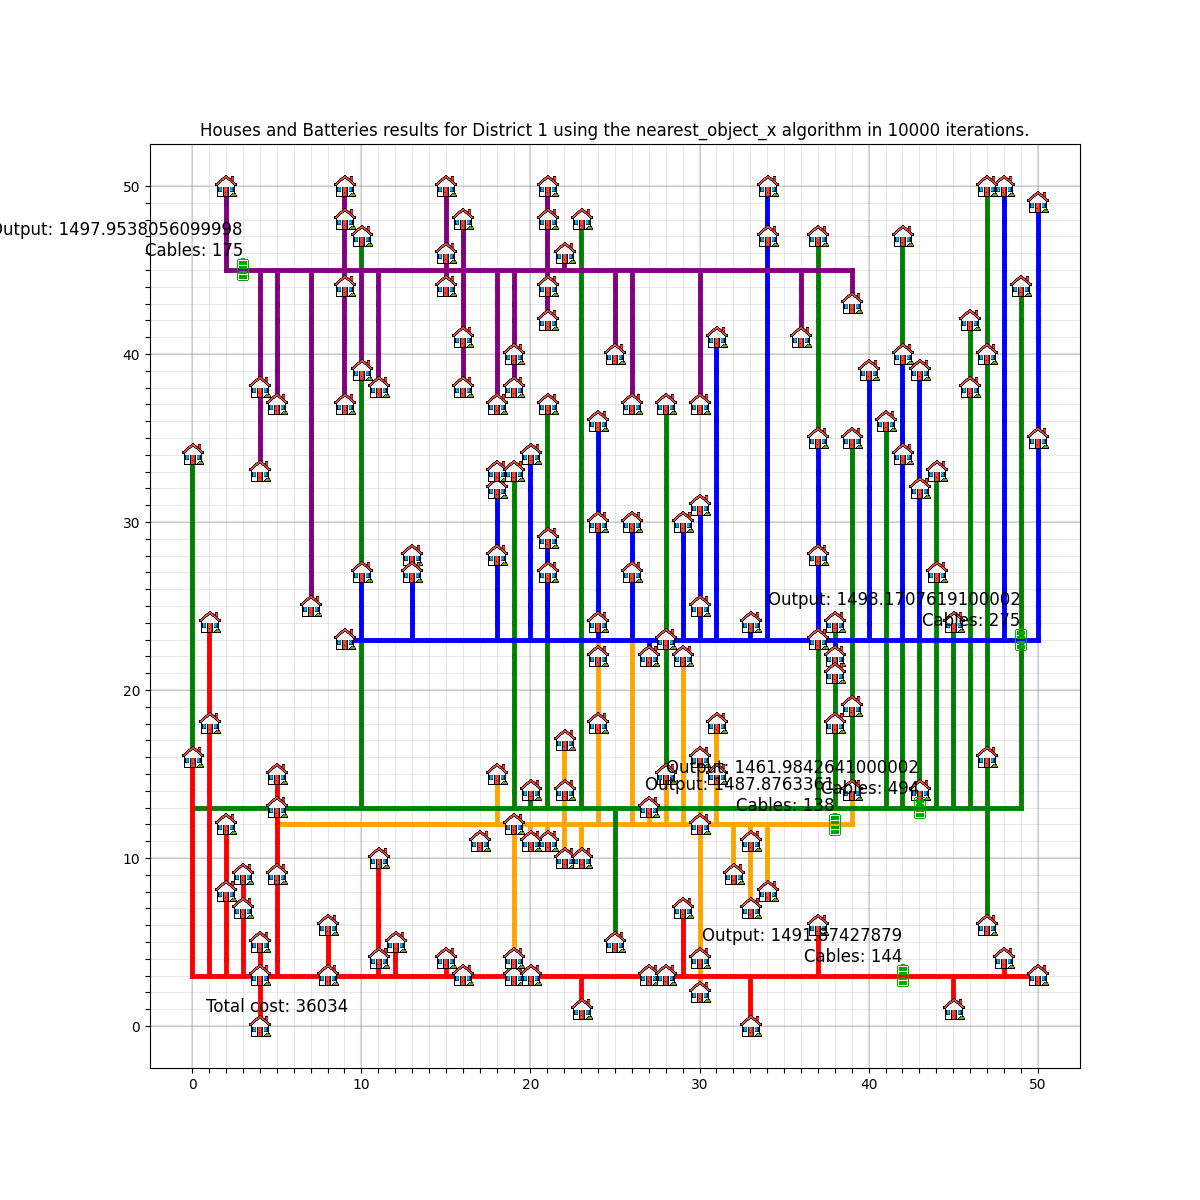 Houses and Batteries results for District 1 using the nearest_object_x algorithm in 10000 iterations.
50
Output: 1497.9538056099998
Cables: 175
40
30
Output: 1498.1707619100002
Cables: 275
20
Output: 1461.9842641000002
Cables: 494
Output: 1487.8763361
Cables: 138
10
Output: 1491.87427879
Cables: 144
Total cost: 36034
0
0
10
20
30
40
50